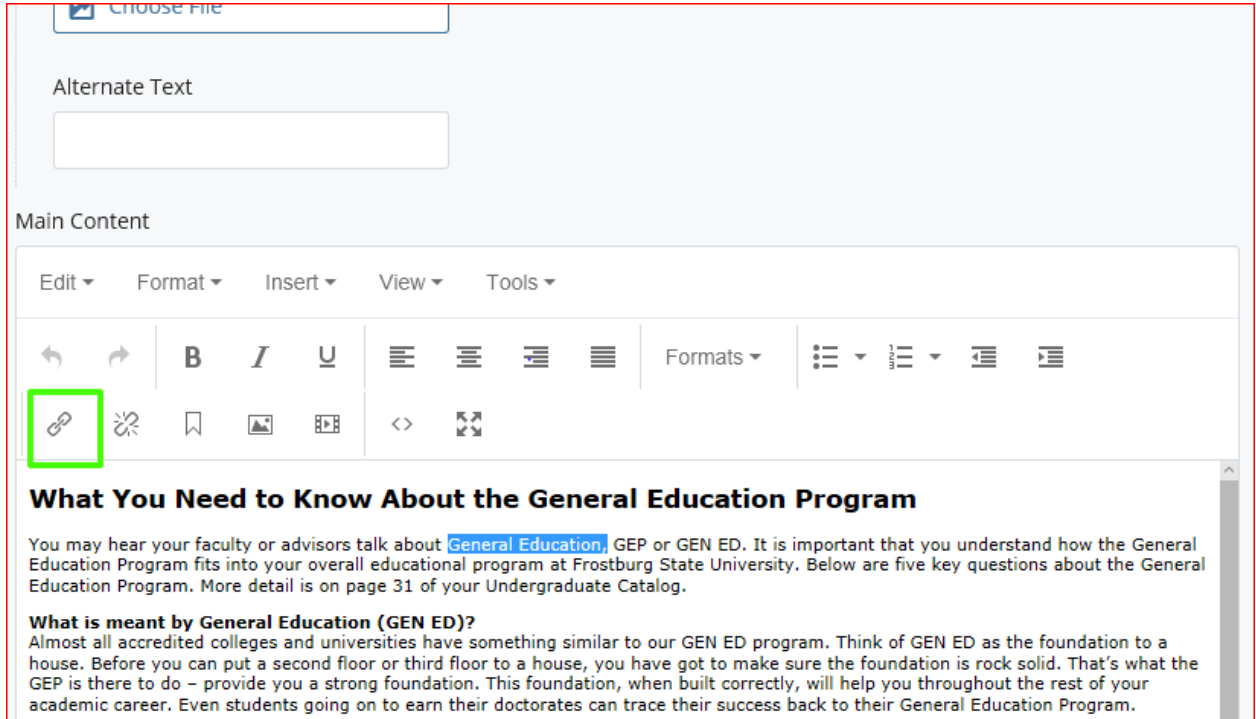 Choose File
Alternate Text
Main Content
Edit Format Insert View Tools
B I U Formats
What You Need to Know About the General Education Program
You may hear your faculty or advisors talk about General Education, GEP or GEN ED. It is important that you understand how the General
Education Program fits into your overall educational program at Frostburg State University. Below are five key questions about the General
Education Program. More detail is on page 31 of your Undergraduate Catalog.
What is meant by General Education (GEN ED)?
Almost all accredited colleges and universities have something similar to our GEN ED program. Think of GEN ED as the foundation to a
house. Before you can put a second floor or third floor to a house, you have got to make sure the foundation is rock solid. That’s what the
GEP is there to do – provide you a strong foundation. This foundation, when built correctly, will help you throughout the rest of your
academic career. Even students going on to earn their doctorates can trace their success back to their General Education Program.